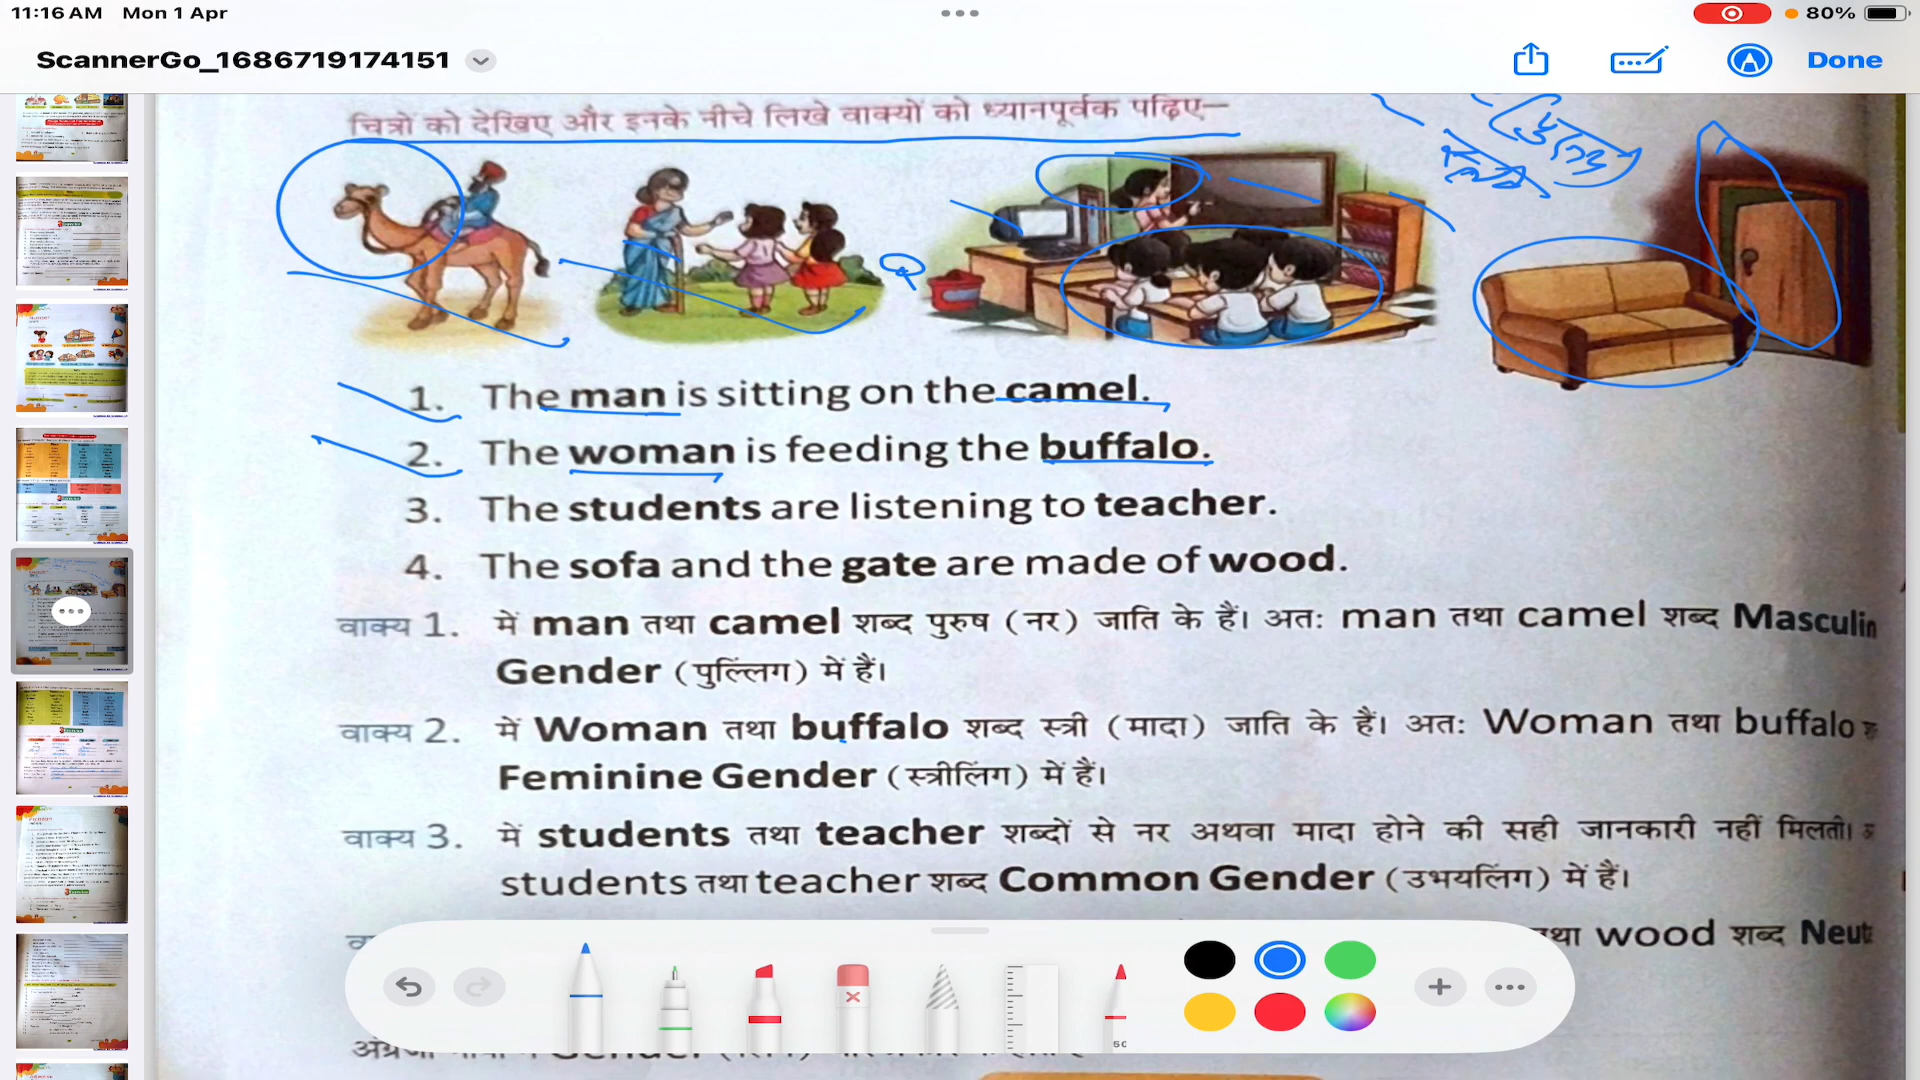 11:16 AM Mon 1 Apr
80%
ScannerGo_1686719174151
Done
चित्रों को देखिए और इनके नीचे लिखे वाक्यों को ध्यानपूर्वक पढ़िए—
1. The man is sitting on the camel.
2. The woman is feeding the buffalo.
3. The students are listening to teacher.
4. The sofa and the gate are made of wood.
वाक्य 1. में man तथा camel शब्द पुरुष (नर) जाति के हैं। अतः man तथा camel शब्द Masculin
Gender (पुल्लिंग) में हैं।
वाक्य 2. में Woman तथा buffalo शब्द स्त्री (मादा) जाति के हैं। अतः Woman तथा buffalo
Feminine Gender (स्त्रीलिंग) में हैं।
वाक्य 3. में students तथा teacher शब्दों से नर अथवा मादा होने की सही जानकारी नहीं मिलती।
students तथा teacher शब्द Common Gender (उभयलिंग) में हैं।
तथा wood शब्द Neut